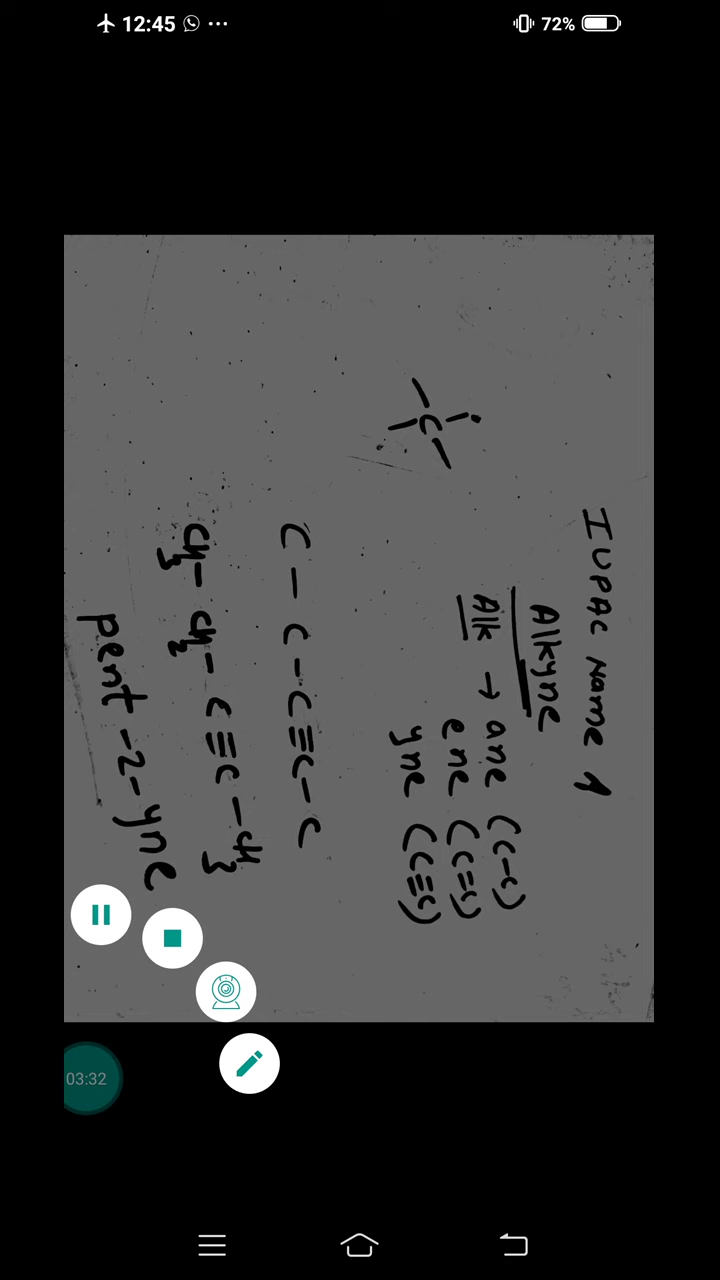 12:45
72%
IUPAC Name 1
Alkyne
Alk → ane (C-C)
ene (C=C)
yne (C≡C)
C
C - C - C≡C - C
CH3 - CH2 - C≡C - CH3
Pent -2- yne
03:32